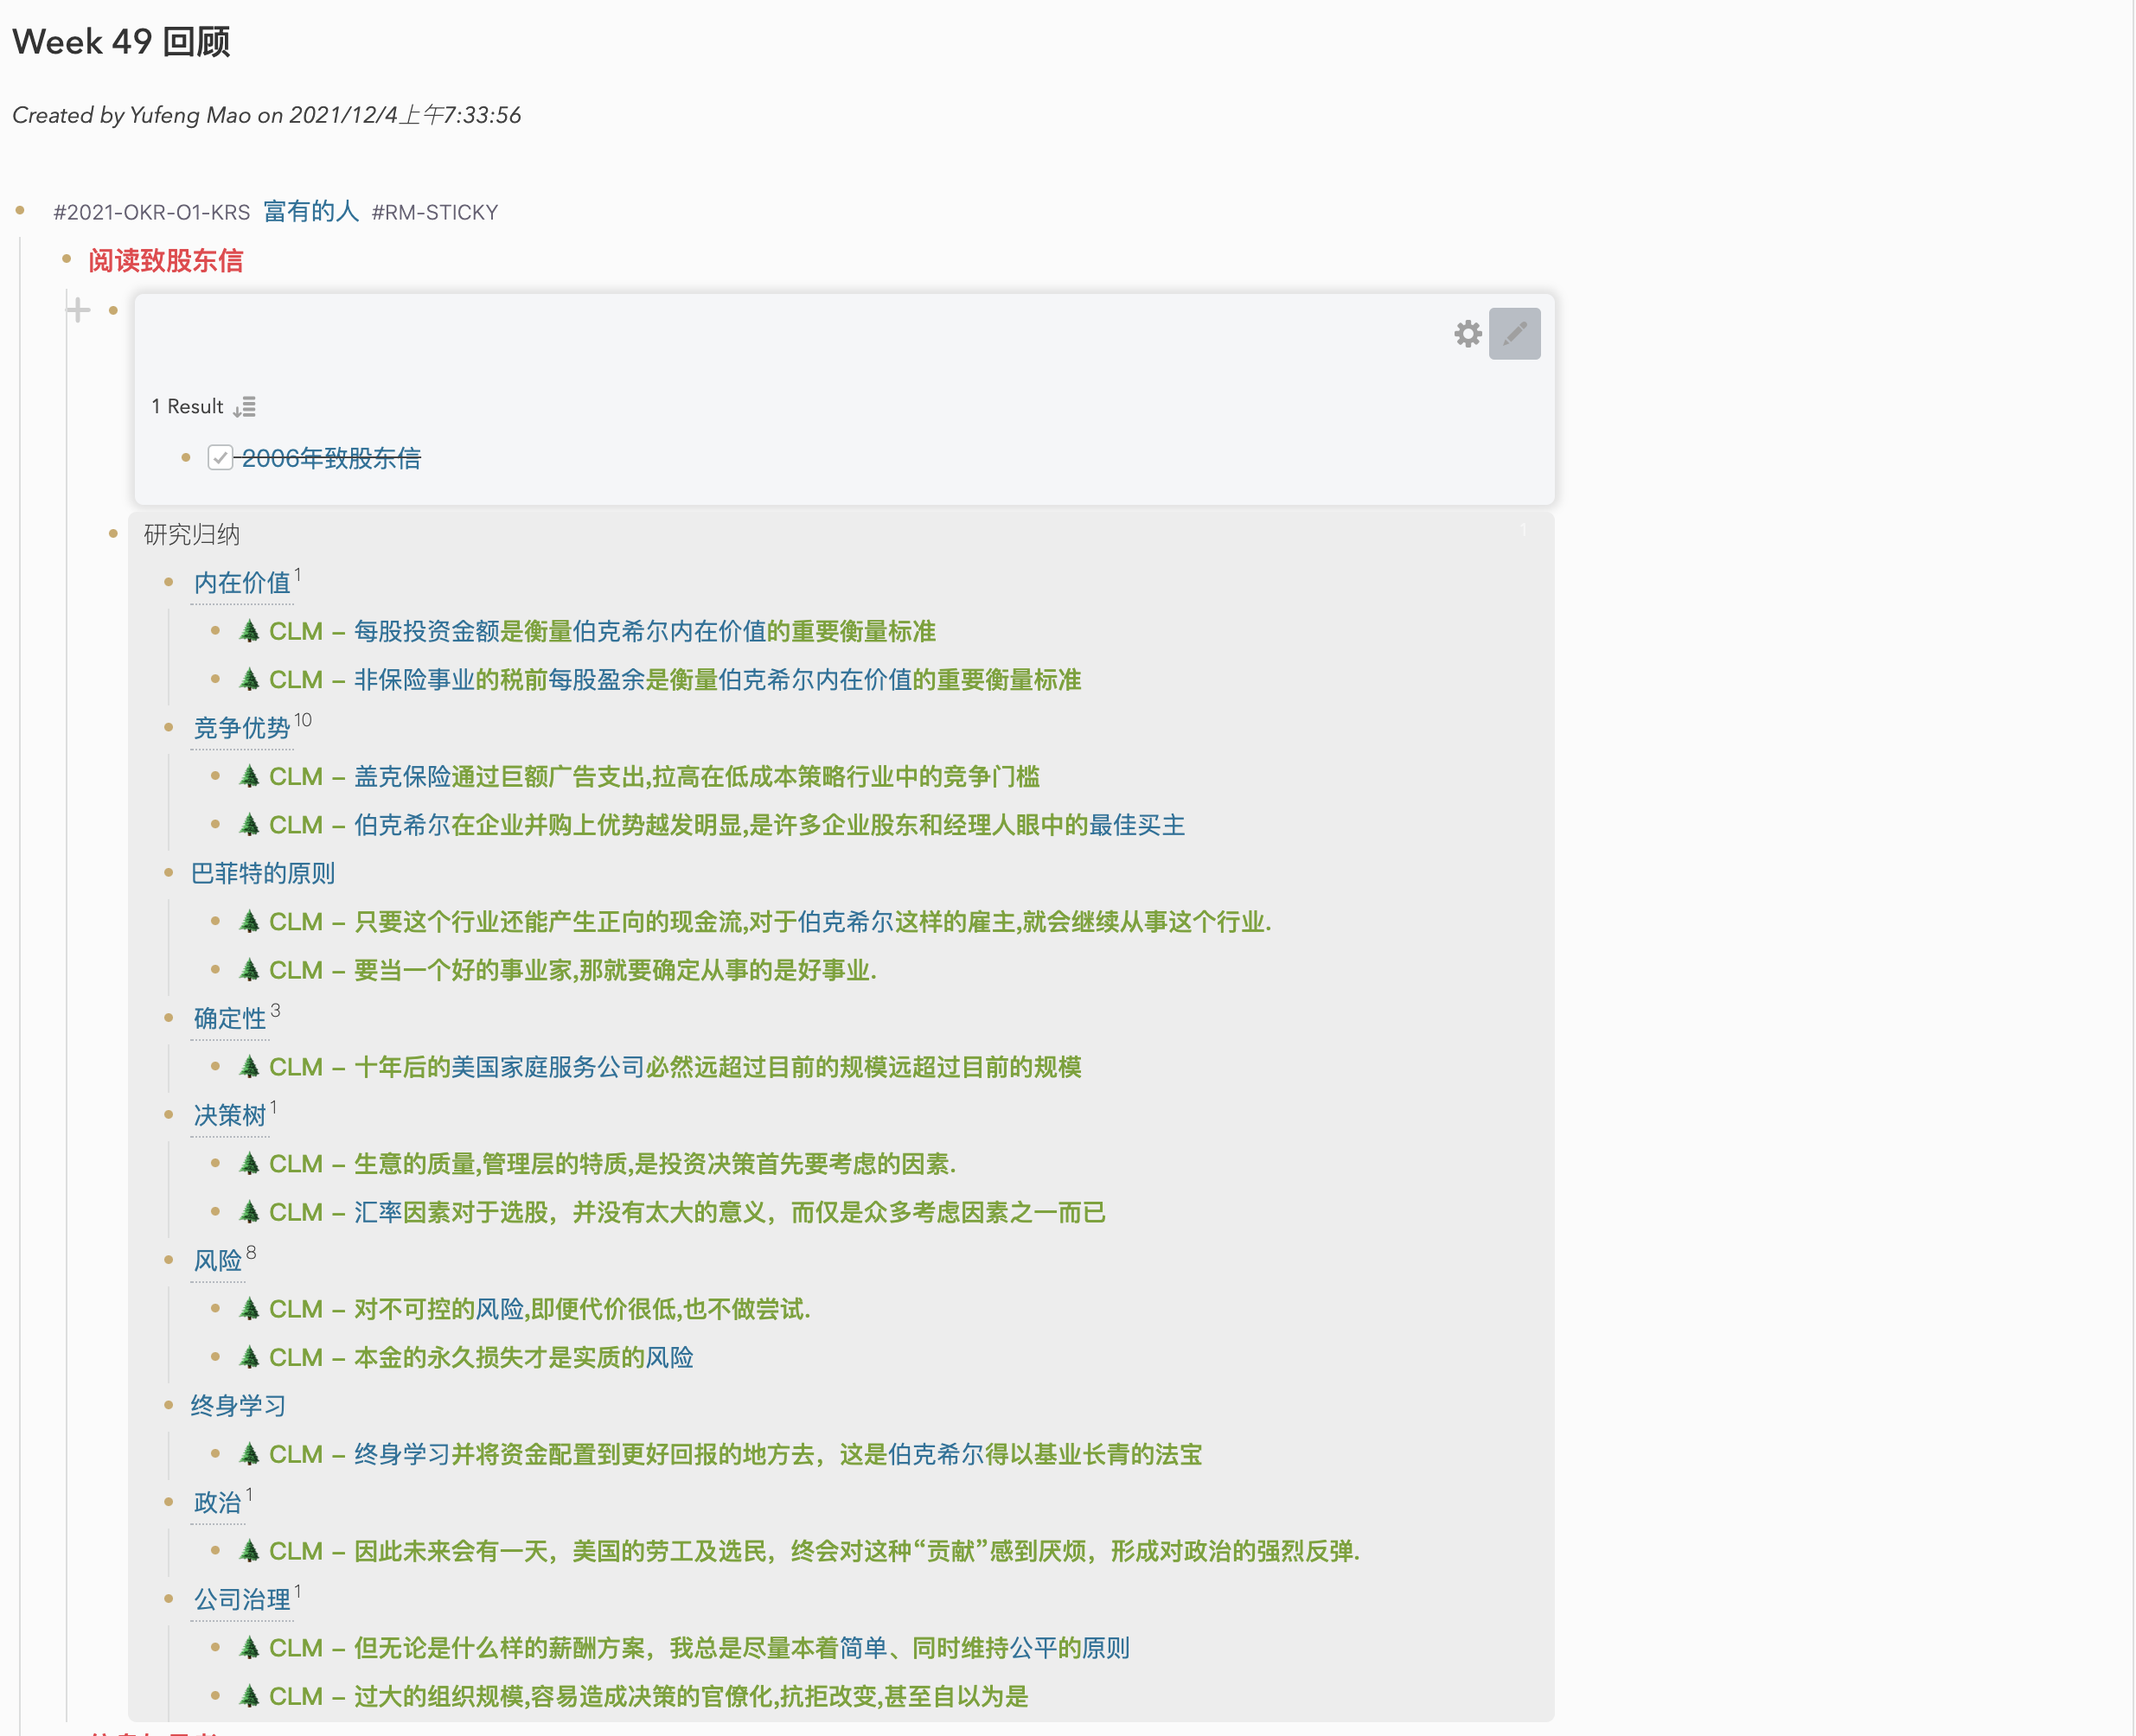 Week 49 回顾
Created by Yufeng Mao on 2021/12/4上午7:33:56
#2021-OKR-O1-KRS 富有的人 #RM-STICKY
阅读致股东信
1 Result
2006年致股东信
研究归纳 1
内在价值 1
CLM – 每股投资金额是衡量伯克希尔内在价值的重要衡量标准
CLM – 非保险事业的税前每股盈余是衡量伯克希尔内在价值的重要衡量标准
竞争优势 10
CLM – 盖克保险通过巨额广告支出,拉高在低成本策略行业中的竞争门槛
CLM – 伯克希尔在企业并购上优势越发明显,是许多企业股东和经理人眼中的最佳买主
巴菲特的原则
CLM – 只要这个行业还能产生正向的现金流,对于伯克希尔这样的雇主,就会继续从事这个行业.
CLM – 要当一个好的事业家,那就要确定从事的是好事业.
确定性 3
CLM – 十年后的美国家庭服务公司必然远超过目前的规模远超过目前的规模
决策树 1
CLM – 生意的质量,管理层的特质,是投资决策首先要考虑的因素.
CLM – 汇率因素对于选股，并没有太大的意义，而仅是众多考虑因素之一而已
风险 8
CLM – 对不可控的风险,即便代价很低,也不做尝试.
CLM – 本金的永久损失才是实质的风险
终身学习
CLM – 终身学习并将资金配置到更好回报的地方去，这是伯克希尔得以基业长青的法宝
政治 1
CLM – 因此未来会有一天，美国的劳工及选民，终会对这种“贡献”感到厌烦，形成对政治的强烈反弹.
公司治理 1
CLM – 但无论是什么样的薪酬方案，我总是尽量本着简单、同时维持公平的原则
CLM – 过大的组织规模,容易造成决策的官僚化,抗拒改变,甚至自以为是